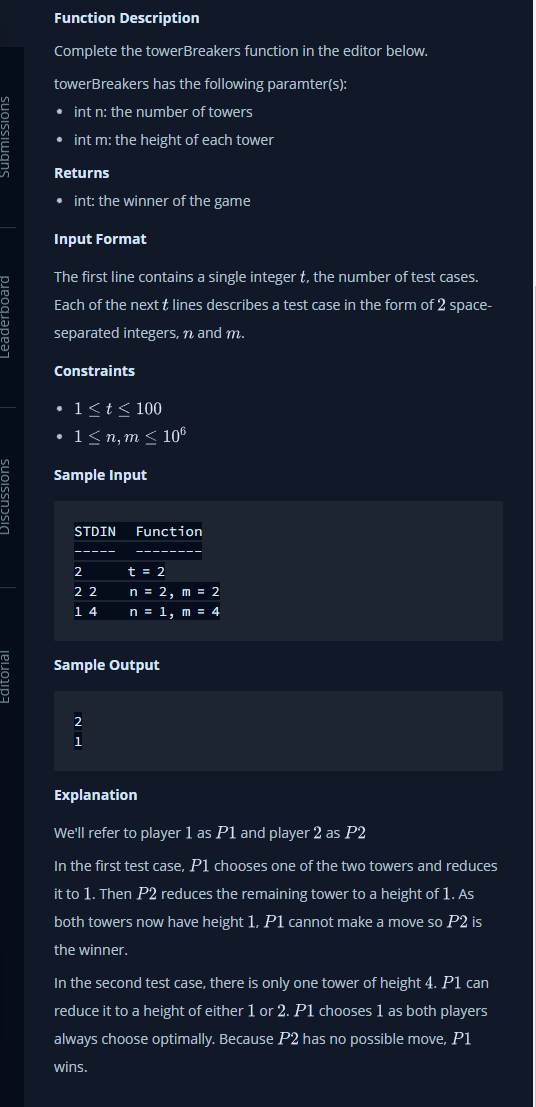 Function Description
Complete the towerBreakers function in the editor below.
towerBreakers has the following paramter(s):
• int n: the number of towers
• int m: the height of each tower
Returns
• int: the winner of the game
Input Format
The first line contains a single integer t, the number of test cases.
Each of the next t lines describes a test case in the form of 2 space-
separated integers, n and m.
Constraints
• 1 ≤ t ≤ 100
• 1 ≤ n, m ≤ 10⁶
Sample Input
STDIN Function
----- --------
2 t = 2
2 2 n = 2, m = 2
1 4 n = 1, m = 4
Sample Output
2
1
Explanation
We'll refer to player 1 as P1 and player 2 as P2
In the first test case, P1 chooses one of the two towers and reduces
it to 1. Then P2 reduces the remaining tower to a height of 1. As
both towers now have height 1, P1 cannot make a move so P2 is
the winner.
In the second test case, there is only one tower of height 4. P1 can
reduce it to a height of either 1 or 2. P1 chooses 1 as both players
always choose optimally. Because P2 has no possible move, P1
wins.
Submissions
Leaderboard
Discussions
Editorial